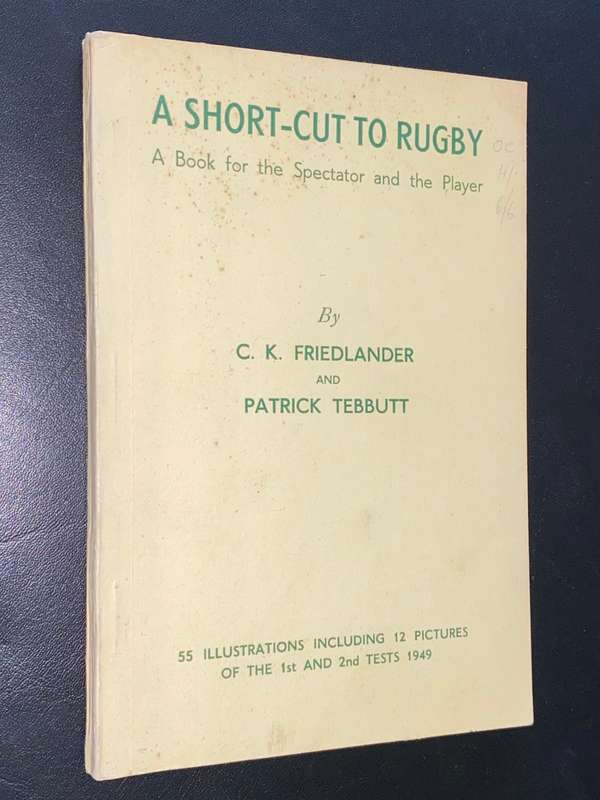 A SHORT-CUT TO RUGBY
A Book for the Spectator and the Player
By
C. K. FRIEDLANDER
AND
PATRICK TEBBUTT
55 ILLUSTRATIONS INCLUDING 12 PICTURES
OF THE 1st AND 2nd TESTS 1949